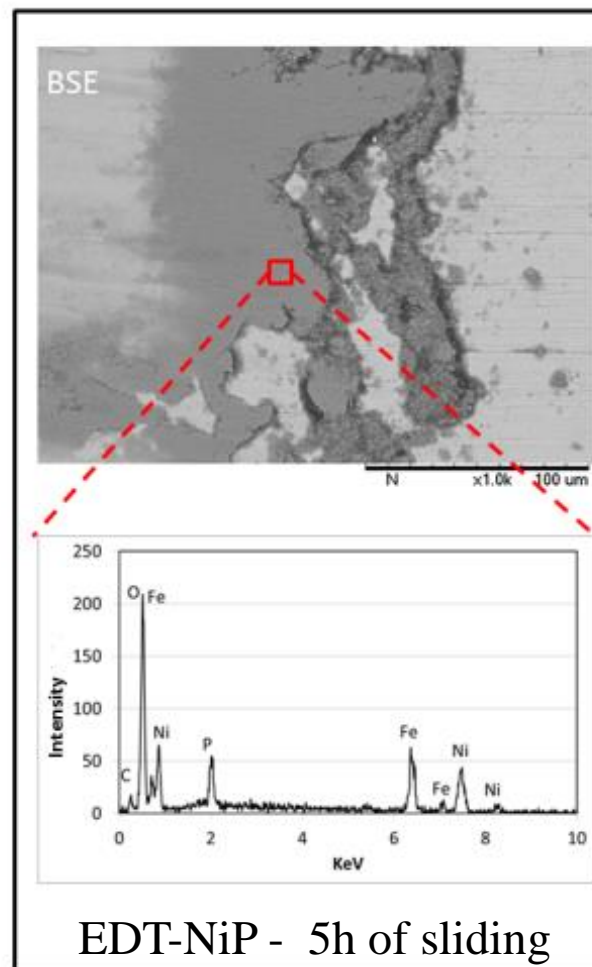 BSE
N x1.0k 100 um
250
200
150
100
50
0
Intensity
O Fe
Ni
C
P
Fe
Fe
Ni
Ni
0 2 4 6 8 10
KeV
EDT-NiP - 5h of sliding